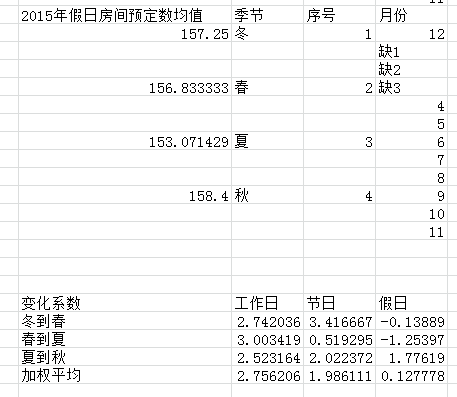 2015年假日房间预定数均值 季节 序号 月份
157.25 冬 1 12
缺1
缺2
156.833333 春 2 缺3
4
5
153.071429 夏 3 6
7
8
158.4 秋 4 9
10
11
变化系数 工作日 节日 假日
冬到春 2.742036 3.416667 -0.13889
春到夏 3.003419 0.519295 -1.25397
夏到秋 2.523164 2.022372 1.77619
加权平均 2.756206 1.986111 0.127778